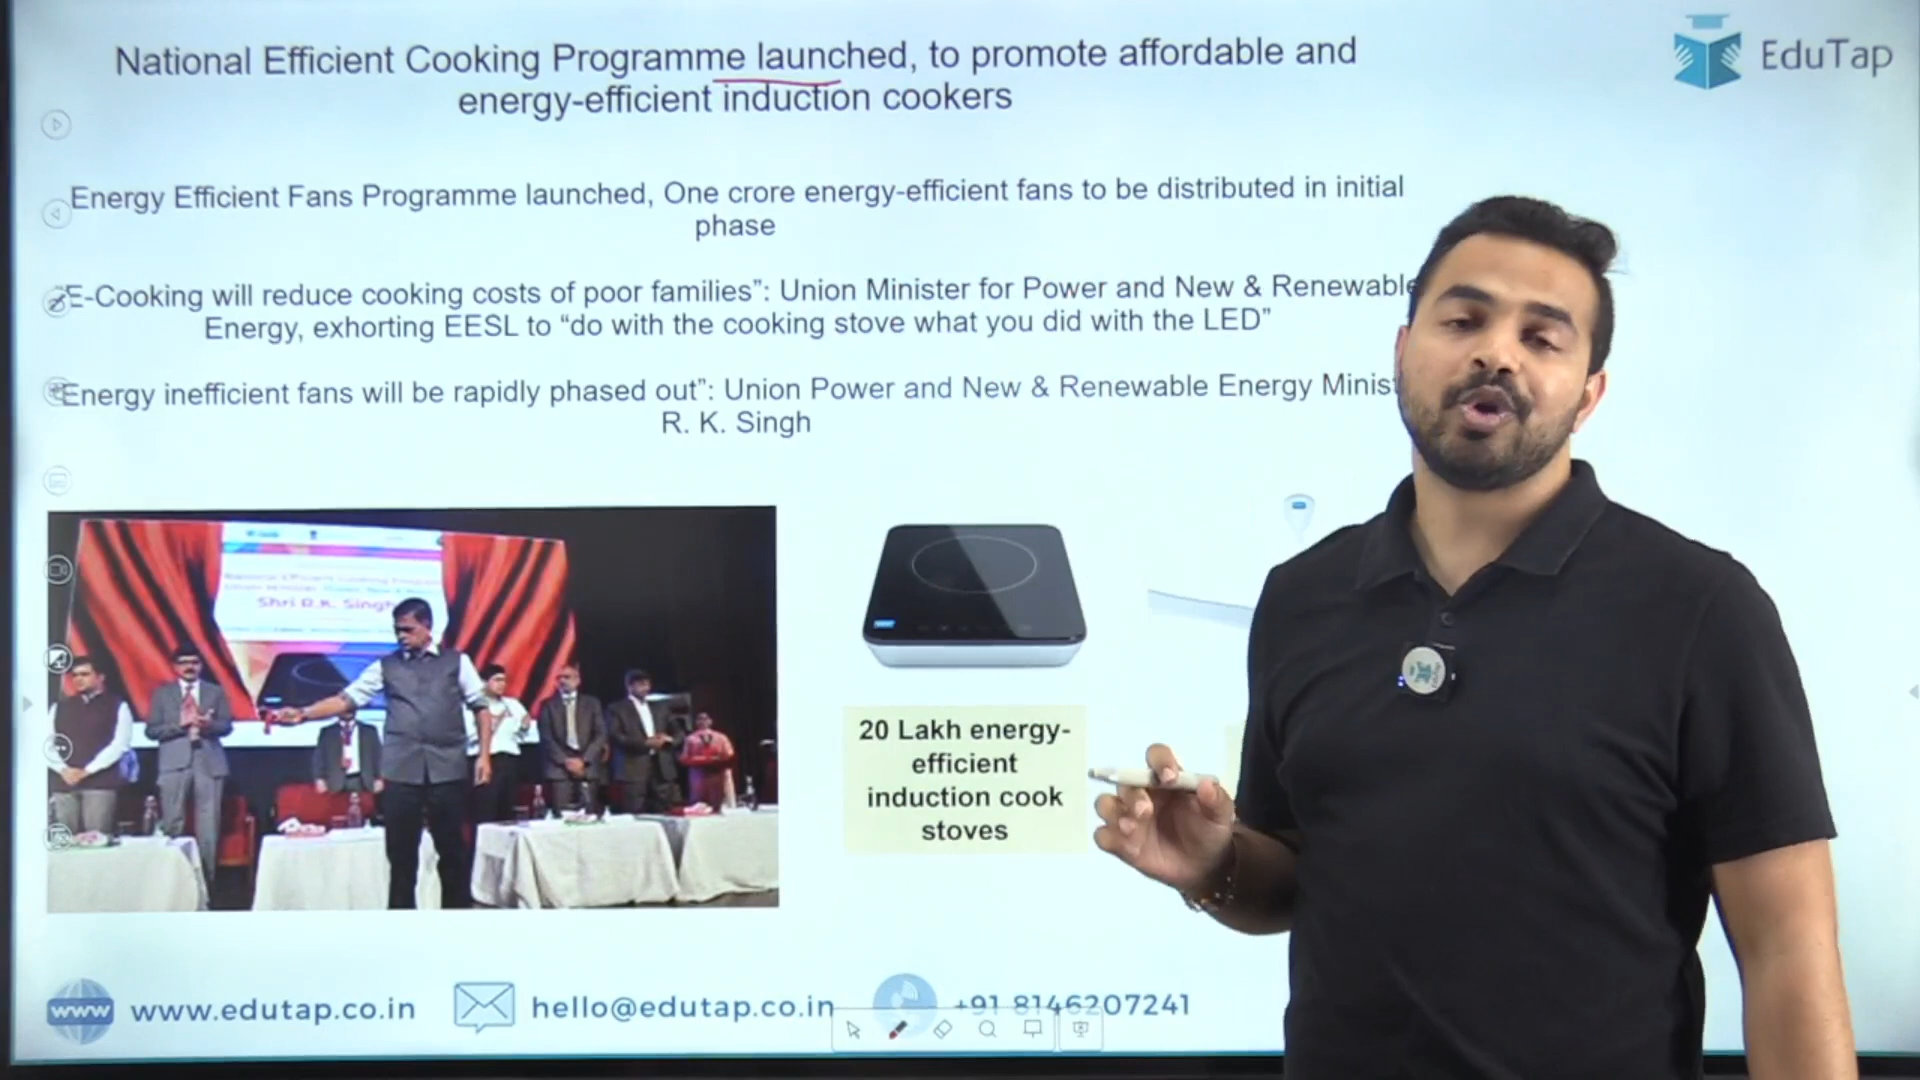 National Efficient Cooking Programme launched, to promote affordable and
energy-efficient induction cookers
EduTap
Energy Efficient Fans Programme launched, One crore energy-efficient fans to be distributed in initial
phase
E-Cooking will reduce cooking costs of poor families”: Union Minister for Power and New & Renewable
Energy, exhorting EESL to “do with the cooking stove what you did with the LED”
Energy inefficient fans will be rapidly phased out”: Union Power and New & Renewable Energy Minist
R. K. Singh
Shri R.K. Singh
20 Lakh energy-
efficient
induction cook
stoves
www
www.edutap.co.in
hello@edutap.co.in
+91 8146207241